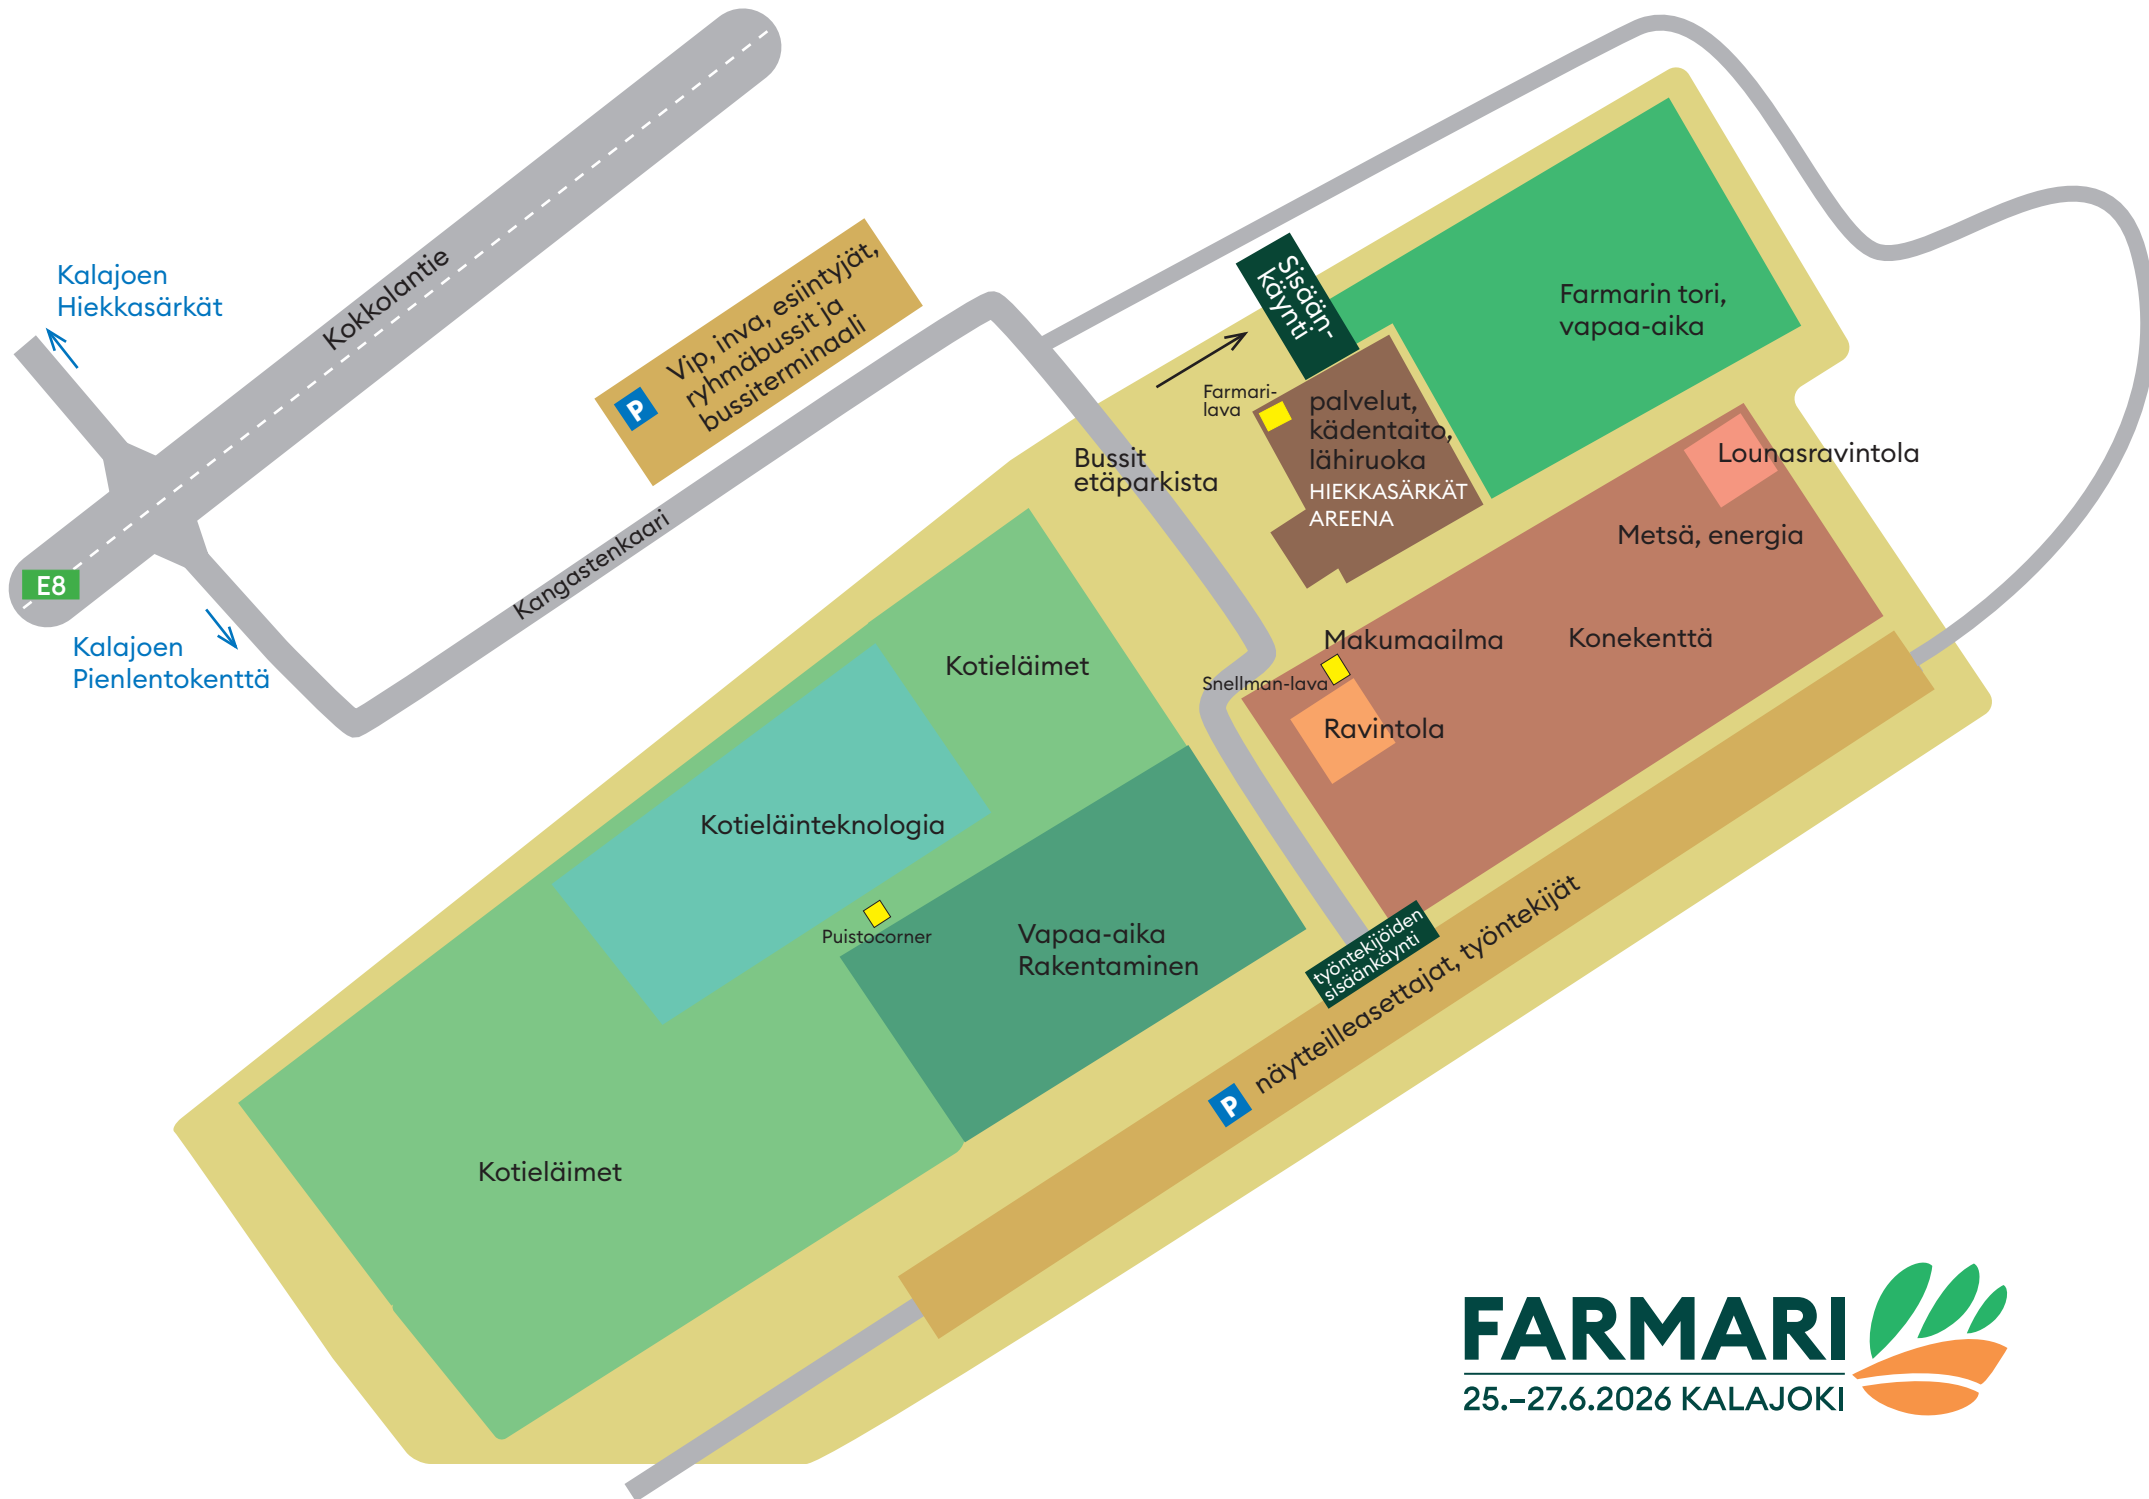 Kalajoen
Hiekkasärkät
Kokkolantie
Vip, inva, esiintyjät,
ryhmäbussit ja
bussiterminaali
P
Sisään-
käynti
Farmarin tori,
vapaa-aika
Farmari-
lava
palvelut,
kädentaito,
lähiruoka
HIEKKASÄRKÄT
AREENA
Bussit
etäparkista
Lounasravintola
Metsä, energia
Kangastenkaari
E8
Kalajoen
Pienlentokenttä
Makumaailma
Konekenttä
Snellman-lava
Ravintola
Kotieläimet
Kotieläinteknologia
Puistocorner
Vapaa-aika
Rakentaminen
työntekijöiden
sisäänkäynti
P
näytteilleasettajat, työntekijät
Kotieläimet
FARMARI
25.–27.6.2026 KALAJOKI